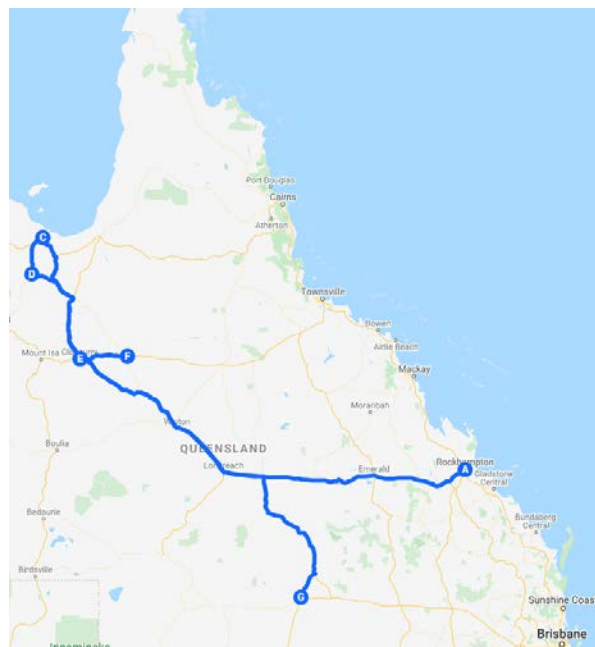 Port Douglas
Cairns
Atherton
C
D
Townsville
Bowen
Airlie Beach
Mount Isa
E
F
Mackay
Moranbah
Winton
Boulia
QUEENSLAND
Longreach
Emerald
Rockhampton
A
Gladstone
Central
Bedourie
Bundaberg
Central
Birdsville
G
Sunshine Coast
Brisbane